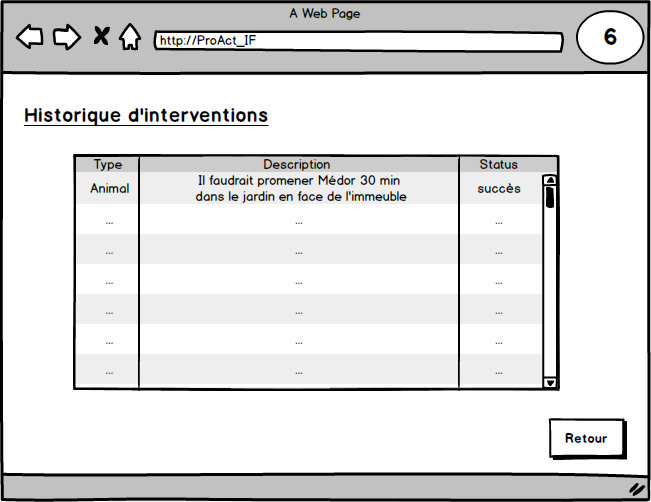 A Web Page
http://ProAct_IF
6
Historique d'interventions
Type Description Status
Animal Il faudrait promener Médor 30 min
dans le jardin en face de l'immeuble succès
... ... ...
... ... ...
... ... ...
... ... ...
... ... ...
... ... ...
Retour